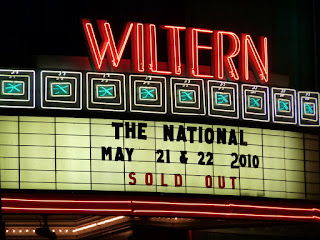 WILTERN
THE NATIONAL
MAY 21 & 22 2010
SOLD OUT